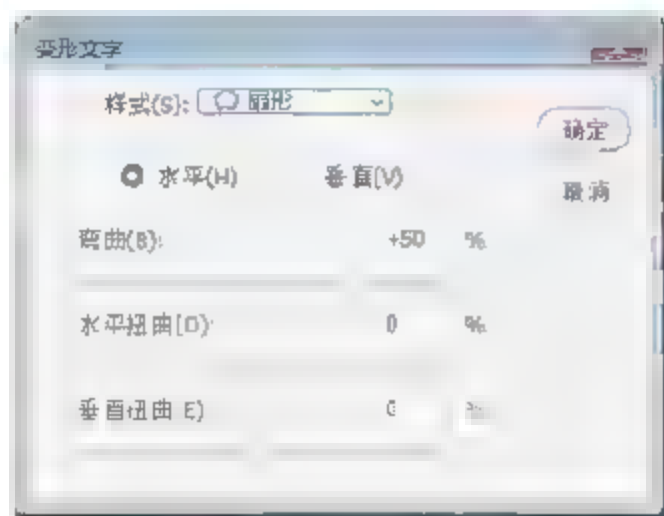 变形文字
样式(S): 扇形
确定
水平(H) 垂直(V)
取消
弯曲(B): +50 %
水平扭曲(O): 0 %
垂直扭曲(E) 0 %